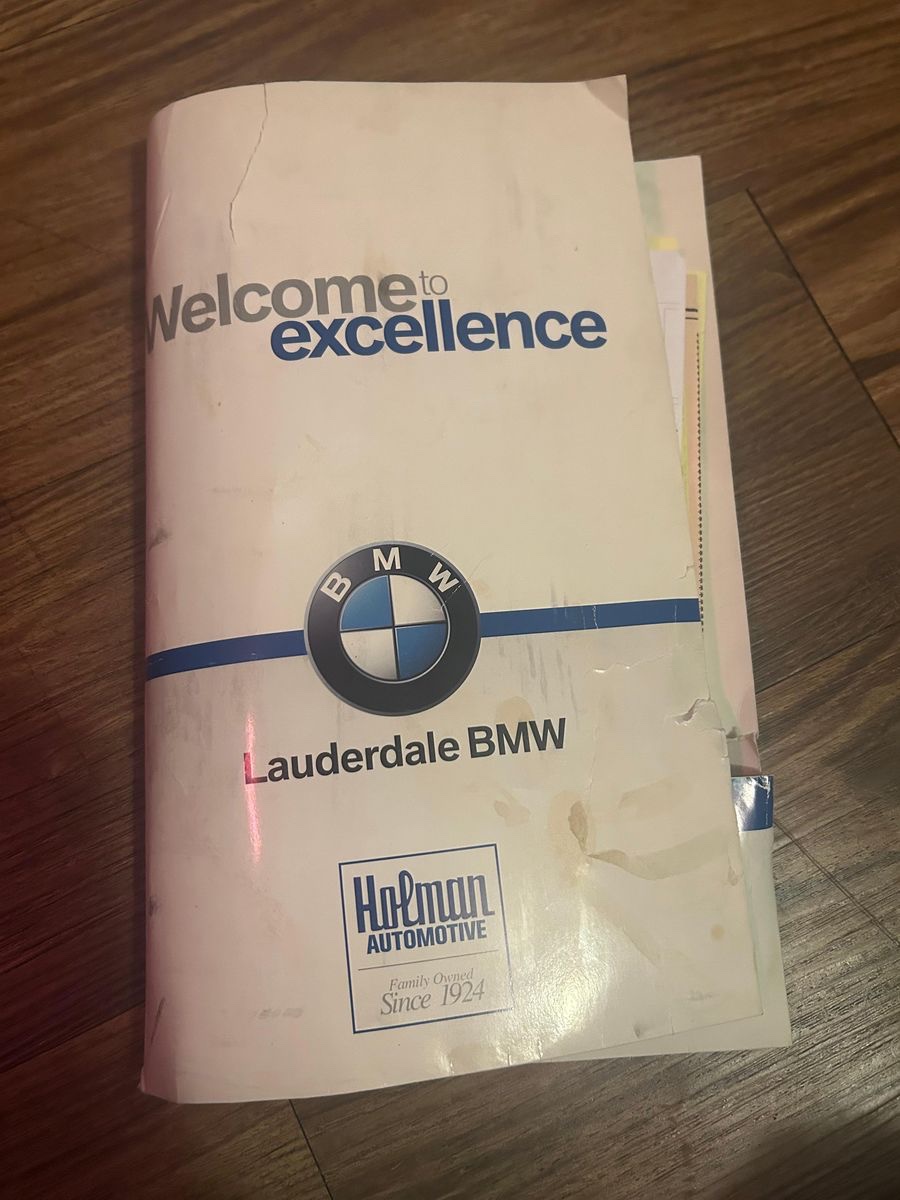 Welcome to
excellence
BMW
Lauderdale BMW
Holman
AUTOMOTIVE
Family Owned
Since 1924